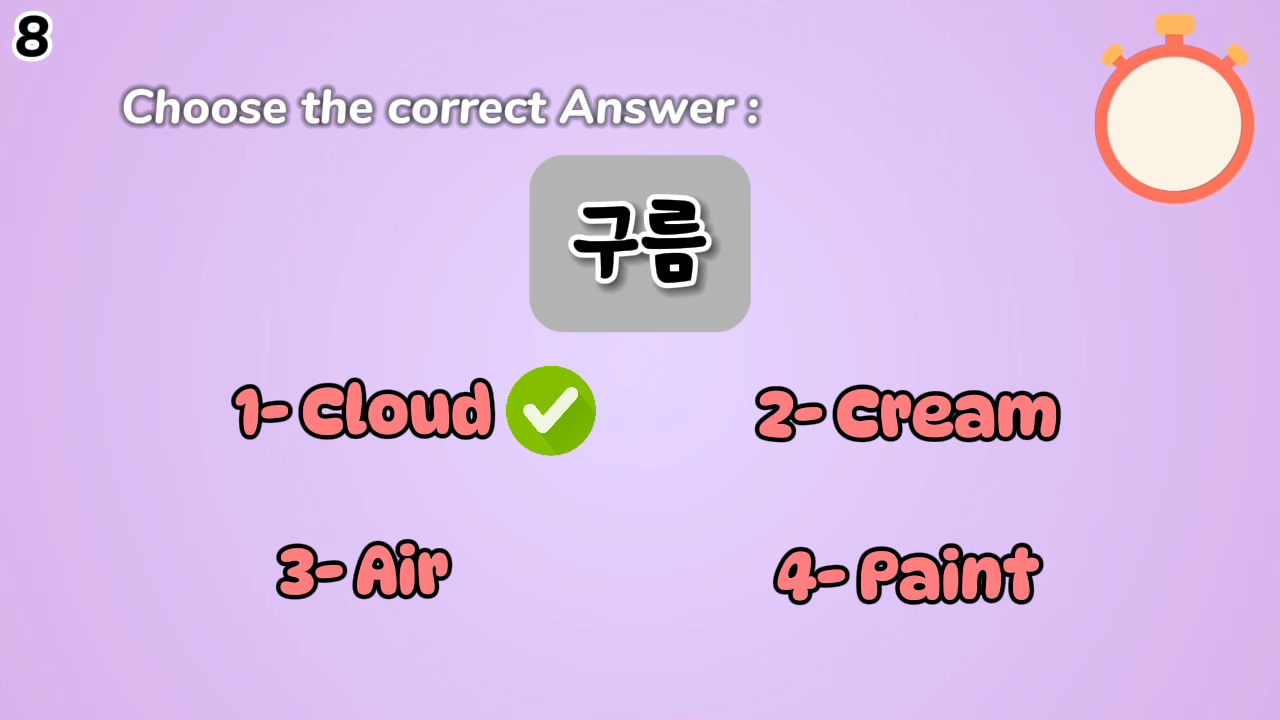 8
Choose the correct Answer :
구름
1- Cloud
2- Cream
3- Air
4- Paint